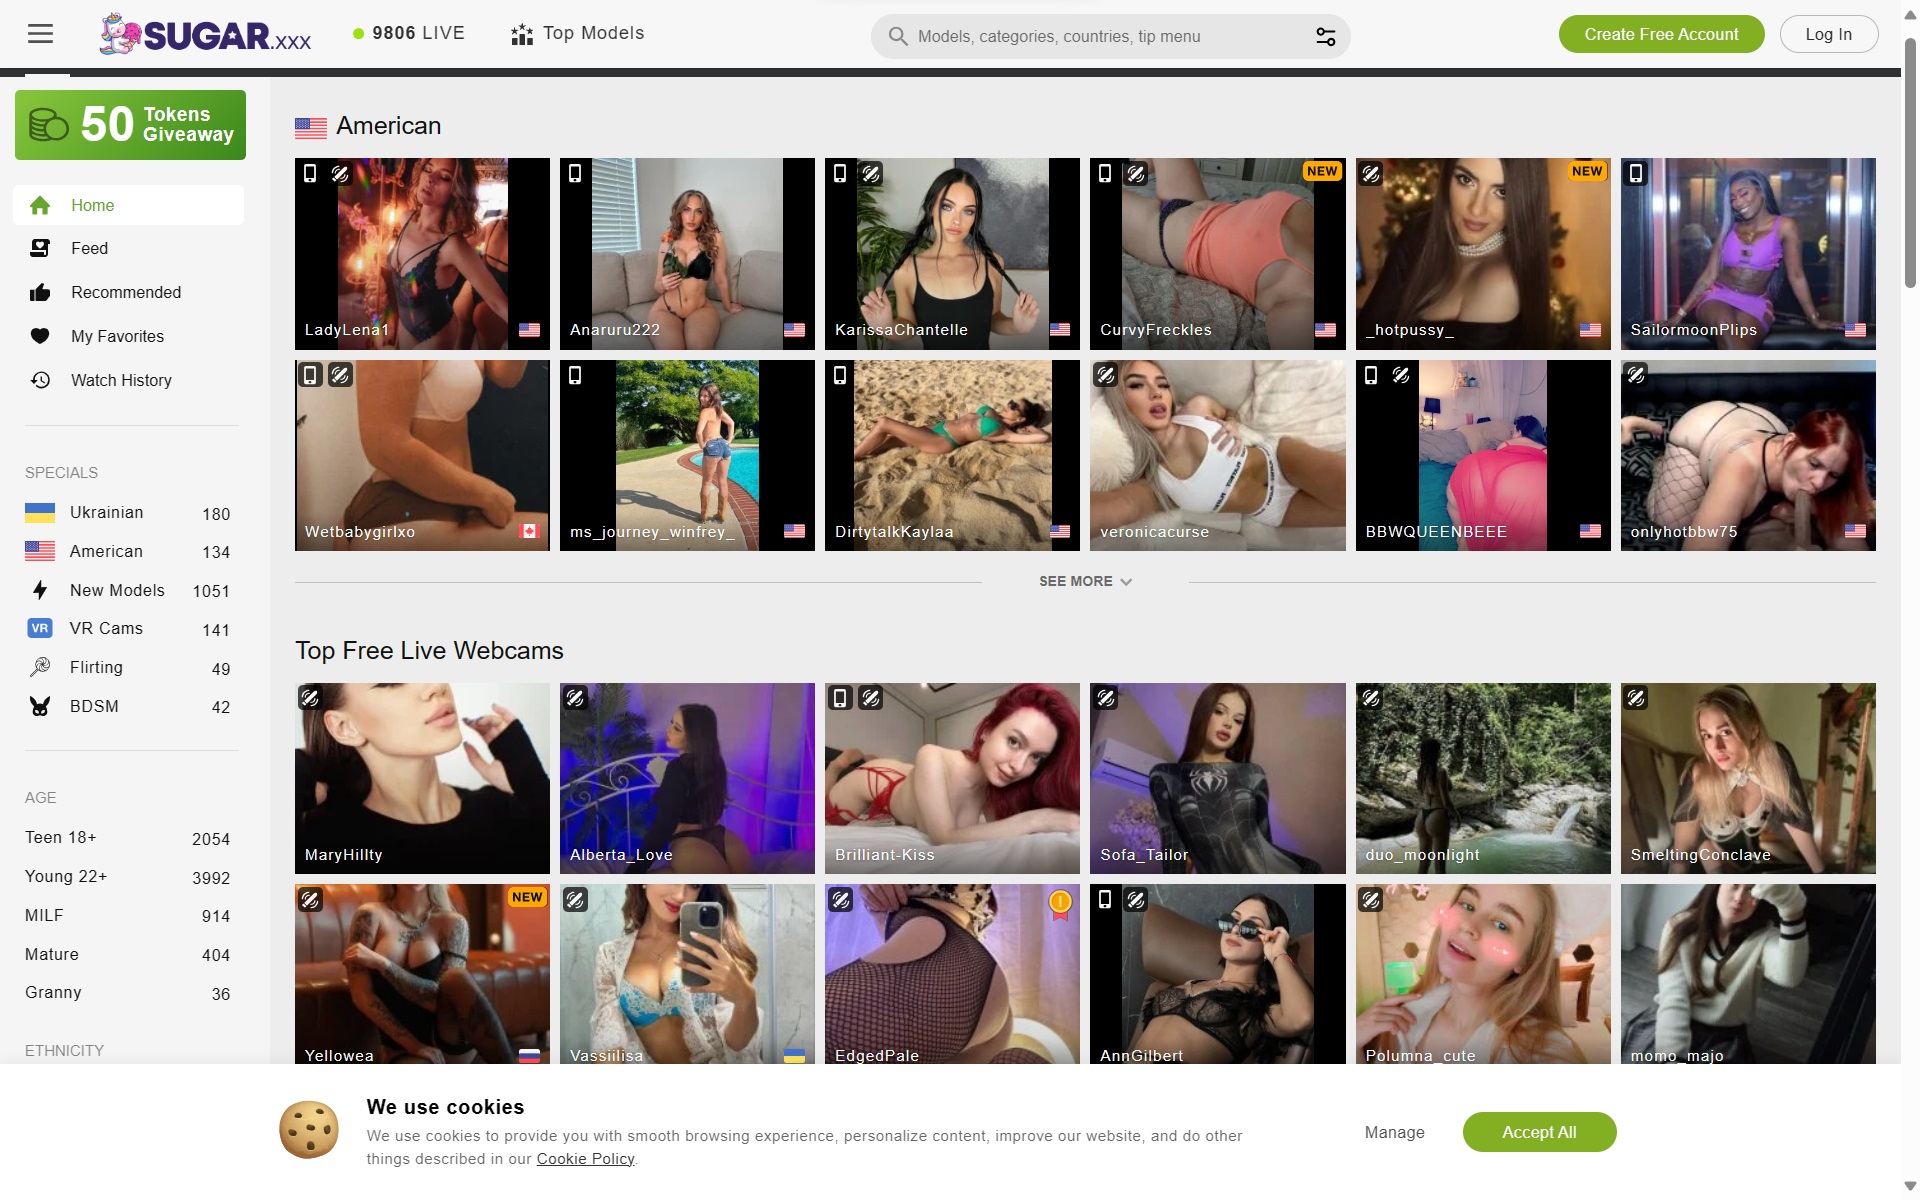 SUGAR.XXX
9806 LIVE
Top Models
Models, categories, countries, tip menu
Create Free Account
Log In
50 Tokens Giveaway
Home
Feed
Recommended
My Favorites
Watch History
SPECIALS
Ukrainian 180
American 134
New Models 1051
VR VR Cams 141
Flirting 49
BDSM 42
AGE
Teen 18+ 2054
Young 22+ 3992
MILF 914
Mature 404
Granny 36
ETHNICITY
American
LadyLena1
Anaruru222
KarissaChantelle
NEW
CurvyFreckles
NEW
_hotpussy_
SailormoonPlips
Wetbabygirlxo
ms_journey_winfrey_
DirtytalkKaylaa
veronicacurse
BBWQUEENBEEE
onlyhotbbw75
SEE MORE
Top Free Live Webcams
MaryHillty
Alberta_Love
Brilliant-Kiss
Sofa_Tailor
duo_moonlight
SmeltingConclave
NEW
Yellowea
Vassiilisa
EdgedPale
AnnGilbert
Polumna_cute
momo_majo
We use cookies
We use cookies to provide you with smooth browsing experience, personalize content, improve our website, and do other
things described in our Cookie Policy.
Manage
Accept All